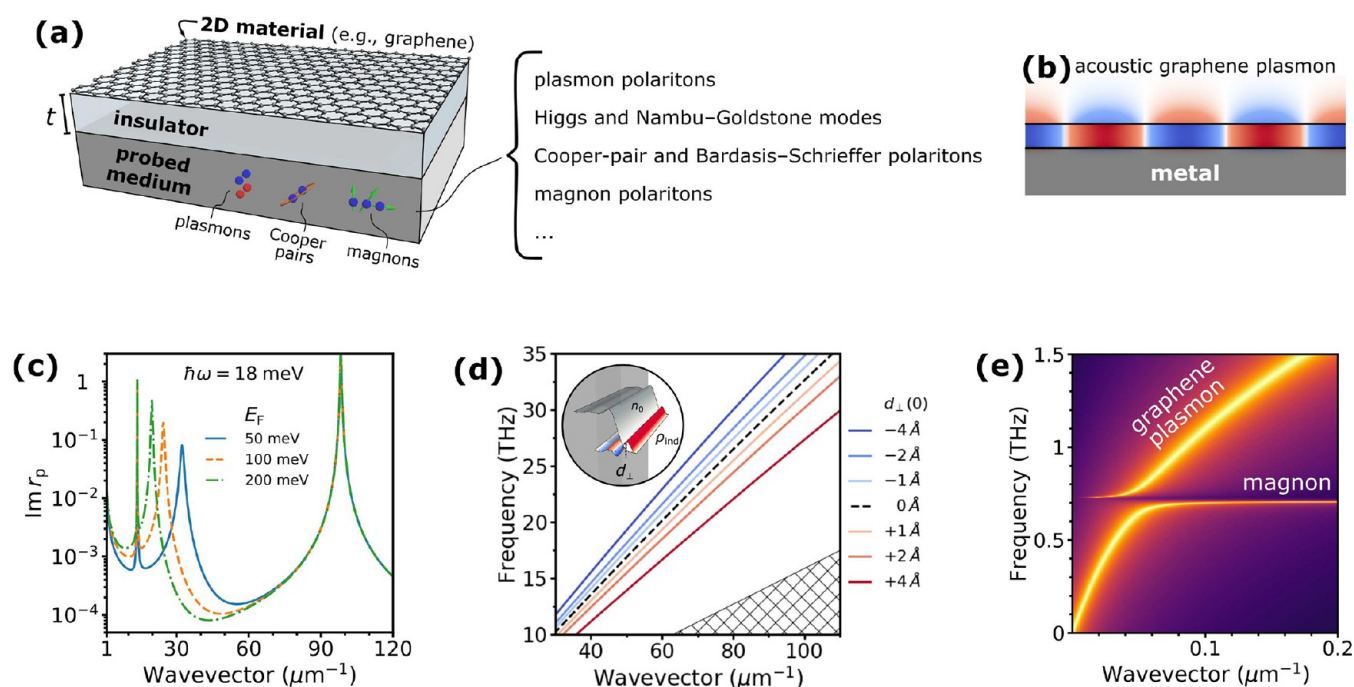 (a)
2D material (e.g., graphene)
t
insulator
probed
medium
plasmons
Cooper
pairs
magnons
plasmon polaritons
Higgs and Nambu–Goldstone modes
Cooper-pair and Bardasis–Schrieffer polaritons
magnon polaritons
...
(b) acoustic graphene plasmon
metal
(c)
ħω = 18 meV
E_F
50 meV
100 meV
200 meV
Im r_p
1
10⁻¹
10⁻²
10⁻³
10⁻⁴
1 30 60 90 120
Wavevector (μm⁻¹)
(d)
n₀
ρ_ind
d_⊥
Frequency (THz)
35
30
25
20
15
10
40 60 80 100
Wavevector (μm⁻¹)
d_⊥(0)
−4 Å
−2 Å
−1 Å
0 Å
+1 Å
+2 Å
+4 Å
(e)
graphene
plasmon
magnon
Frequency (THz)
1.5
1
0.5
0
0.1 0.2
Wavevector (μm⁻¹)